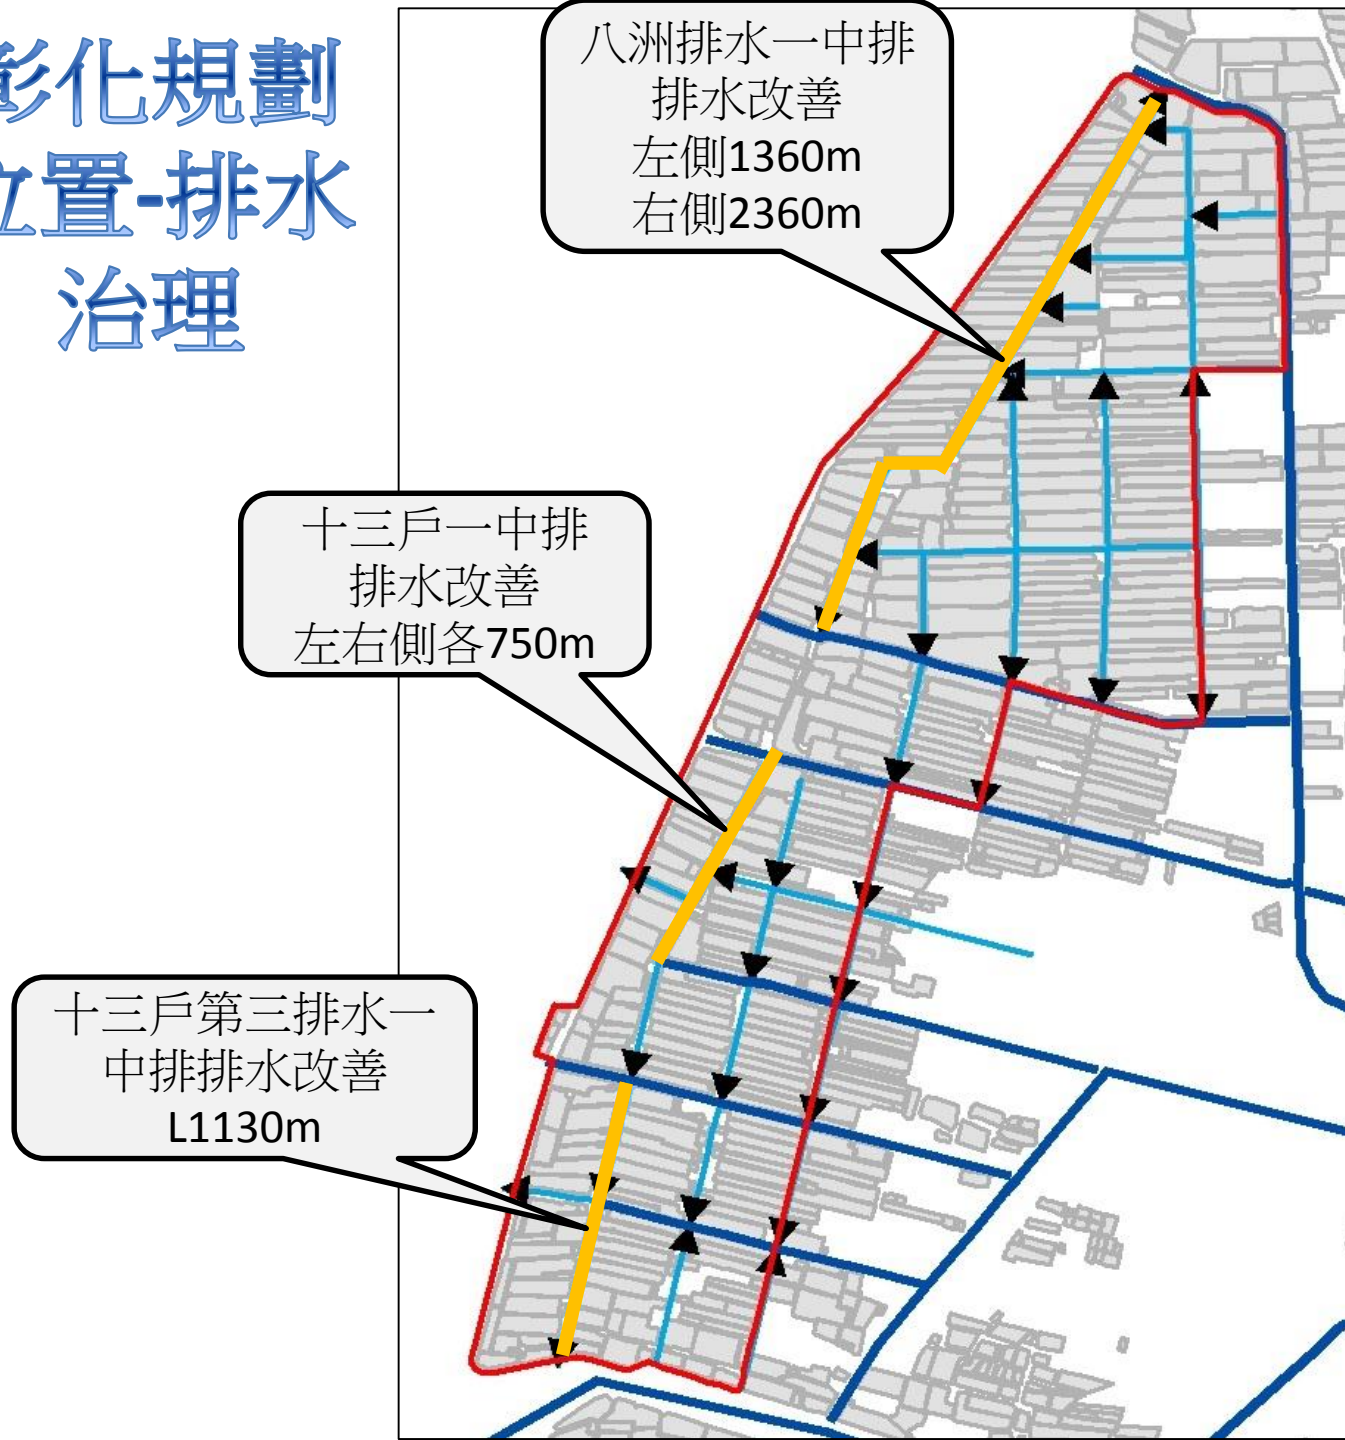 彰化規劃
位置-排水
治理
八洲排水一中排
排水改善
左側1360m
右側2360m
十三戶一中排
排水改善
左右側各750m
十三戶第三排水一
中排排水改善
L1130m